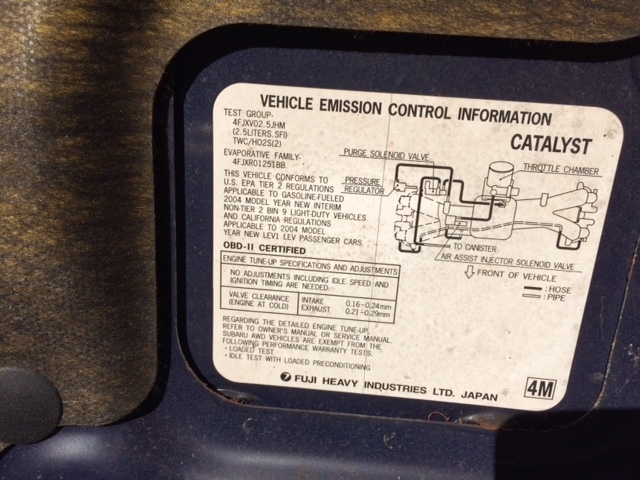 VEHICLE EMISSION CONTROL INFORMATION
CATALYST
TEST GROUP-
4FJXV02.5JHM
(2.5LITERS, SFI)
TWC/HO2S(2)
EVAPORATIVE FAMILY-
4FJXR01251BB
THIS VEHICLE CONFORMS TO
U.S. EPA TIER 2 REGULATIONS
APPLICABLE TO GASOLINE-FUELED
2004 MODEL YEAR NEW INTERIM
NON-TIER 2 BIN 9 LIGHT-DUTY VEHICLES
AND CALIFORNIA REGULATIONS
APPLICABLE TO 2004 MODEL
YEAR NEW LEV1 LEV PASSENGER CARS.
OBD-II CERTIFIED
PURGE SOLENOID VALVE
THROTTLE CHAMBER
PRESSURE
REGULATOR
TO CANISTER
AIR ASSIST INJECTOR SOLENOID VALVE
FRONT OF VEHICLE
:HOSE
:PIPE
ENGINE TUNE-UP SPECIFICATIONS AND ADJUSTMENTS
NO ADJUSTMENTS INCLUDING IDLE SPEED AND
IGNITION TIMING ARE NEEDED.
VALVE CLEARANCE
(ENGINE AT COLD)
INTAKE 0.16-0.24mm
EXHAUST 0.21-0.29mm
REGARDING THE DETAILED ENGINE TUNE-UP,
REFER TO OWNER'S MANUAL OR SERVICE MANUAL.
SUBARU AWD VEHICLES ARE EXEMPT FROM THE
FOLLOWING PERFORMANCE WARRANTY TESTS.
• LOADED TEST.
• IDLE TEST WITH LOADED PRECONDITIONING
FUJI HEAVY INDUSTRIES LTD. JAPAN
4M